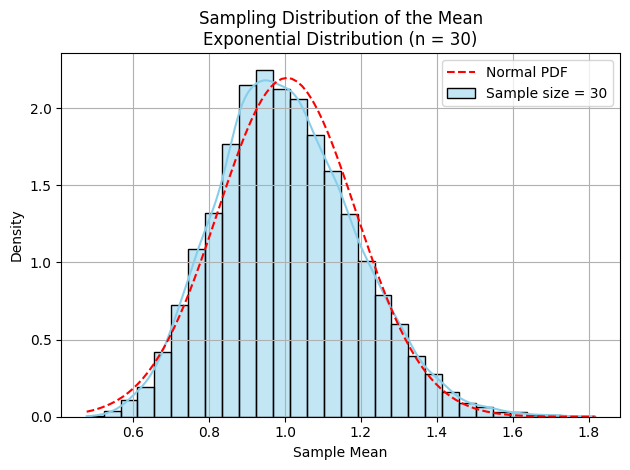 Sampling Distribution of the Mean
Exponential Distribution (n = 30)
Normal PDF
Sample size = 30
Density
2.0
1.5
1.0
0.5
0.0
0.6
0.8
1.0
1.2
1.4
1.6
1.8
Sample Mean